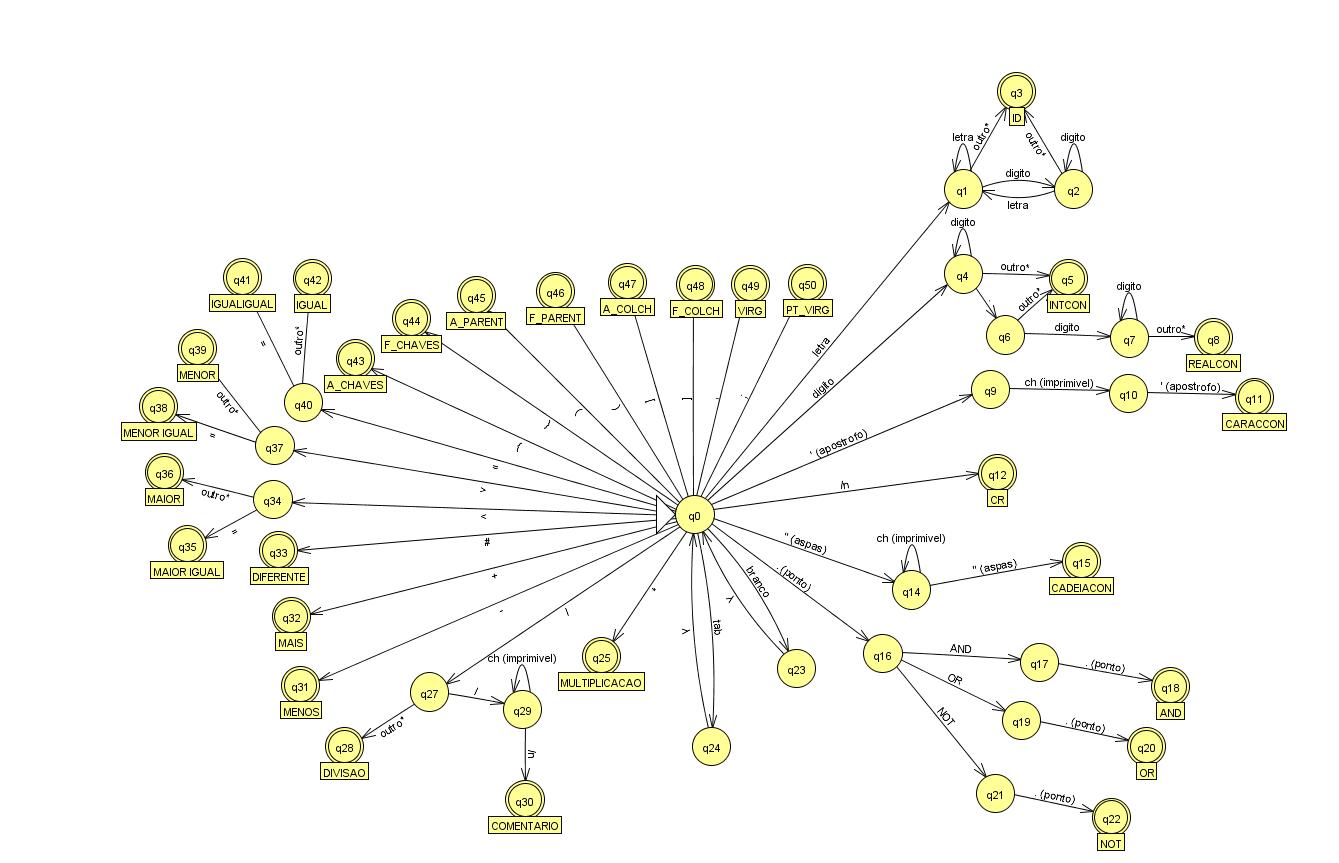 q3
ID
letra
outro*
outro*
digito
q1
digito
q2
letra
digito
q4
outro*
q5
INTCON
outro*
.
q6
digito
digito
q7
outro*
q8
REALCON
q41
IGUALIGUAL
q42
IGUAL
q43
A_CHAVES
q44
F_CHAVES
q45
A_PARENT
q46
F_PARENT
q47
A_COLCH
q48
F_COLCH
q49
VIRG
q50
PT_VIRG
=
outro*
q39
MENOR
outro*
q40
q38
MENOR IGUAL
=
q37
q36
MAIOR
outro*
q34
q35
MAIOR IGUAL
=
q33
DIFERENTE
q32
MAIS
q31
MENOS
(
)
[
]
,
;
}
{
=
>
<
#
+
-
/
*
q0
letra
digito
' (apostrofo)
q9
ch (imprimivel)
q10
' (apostrofo)
q11
CARACCON
/n
q12
CR
" (aspas)
ch (imprimivel)
q14
" (aspas)
q15
CADEIACON
. (ponto)
q16
AND
q17
. (ponto)
q18
AND
OR
q19
. (ponto)
q20
OR
NOT
q21
. (ponto)
q22
NOT
branco
λ
q23
tab
λ
q24
q25
MULTIPLICACAO
q27
/
ch (imprimivel)
q29
outro*
q28
DIVISAO
/n
q30
COMENTARIO